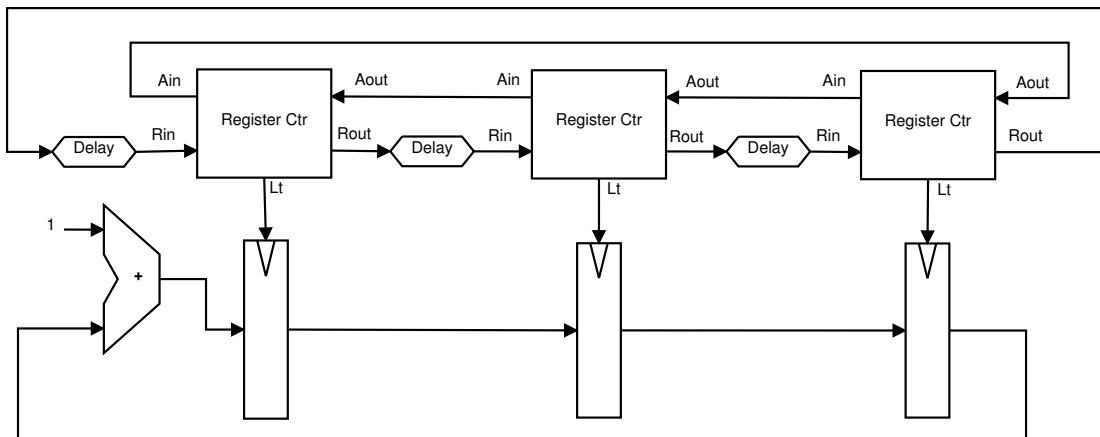 Ain
Register Ctr
Aout
Ain
Register Ctr
Aout
Ain
Register Ctr
Aout
Delay
Rin
Rout
Delay
Rin
Rout
Delay
Rin
Rout
Lt
Lt
Lt
1
+